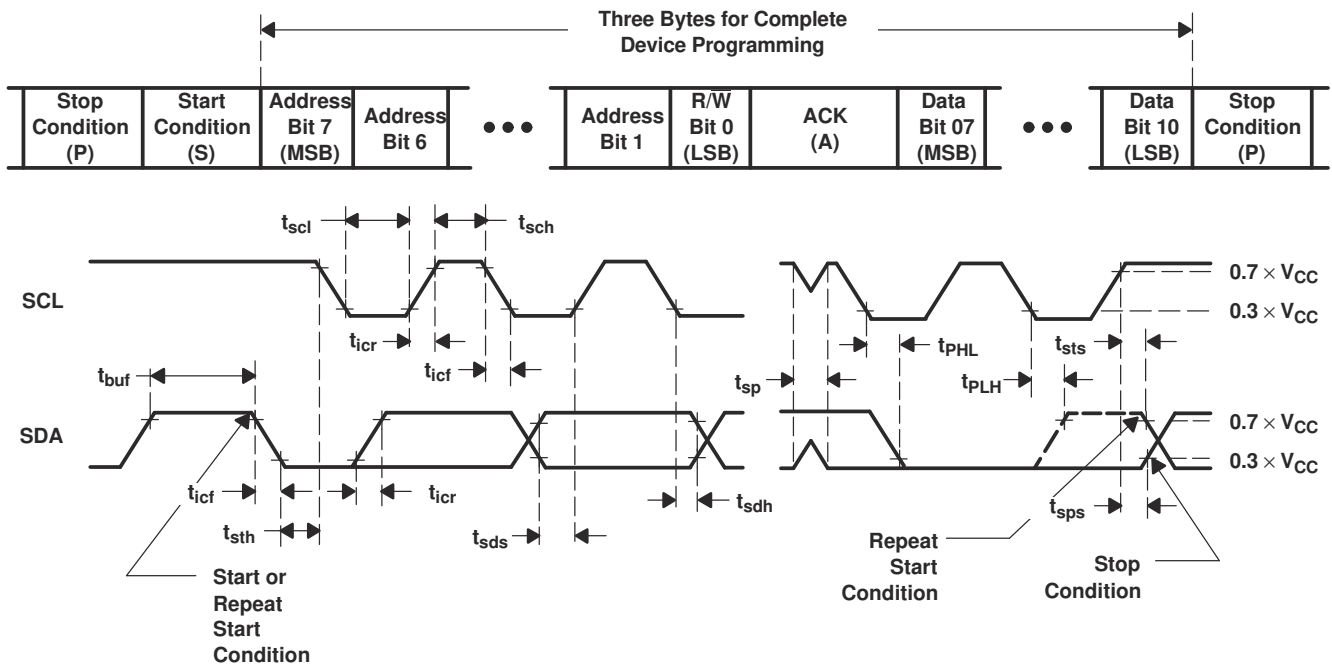 Three Bytes for Complete
Device Programming
Stop
Condition
(P)
Start
Condition
(S)
Address
Bit 7
(MSB)
Address
Bit 6
•••
Address
Bit 1
R/W̅
Bit 0
(LSB)
ACK
(A)
Data
Bit 07
(MSB)
•••
Data
Bit 10
(LSB)
Stop
Condition
(P)
tscl
tsch
SCL
0.7 × VCC
0.3 × VCC
ticr
ticf
tbuf
tsp
tPHL
tPLH
tsts
SDA
0.7 × VCC
0.3 × VCC
ticf
ticr
tsth
tsds
tsdh
tsps
Start or
Repeat
Start
Condition
Repeat
Start
Condition
Stop
Condition